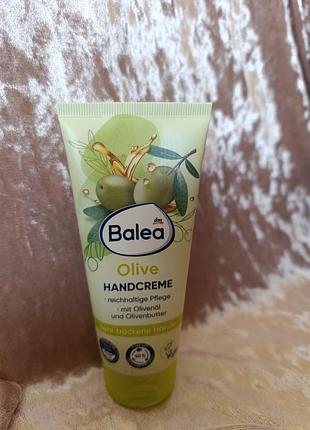 dm
Balea
Olive
HANDCREME
· reichhaltige Pflege
· mit Olivenöl
und Olivenbutter
sehr trockene Hände